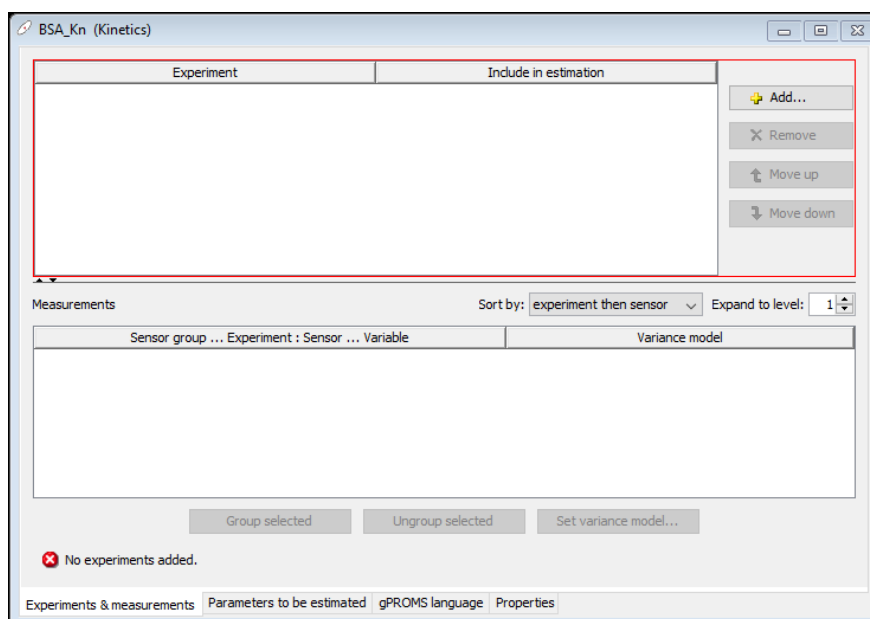 BSA_Kn (Kinetics)
Experiment Include in estimation
Add...
Remove
Move up
Move down
Measurements Sort by: experiment then sensor Expand to level: 1
Sensor group ... Experiment : Sensor ... Variable Variance model
Group selected Ungroup selected Set variance model...
No experiments added.
Experiments & measurements Parameters to be estimated gPROMS language Properties